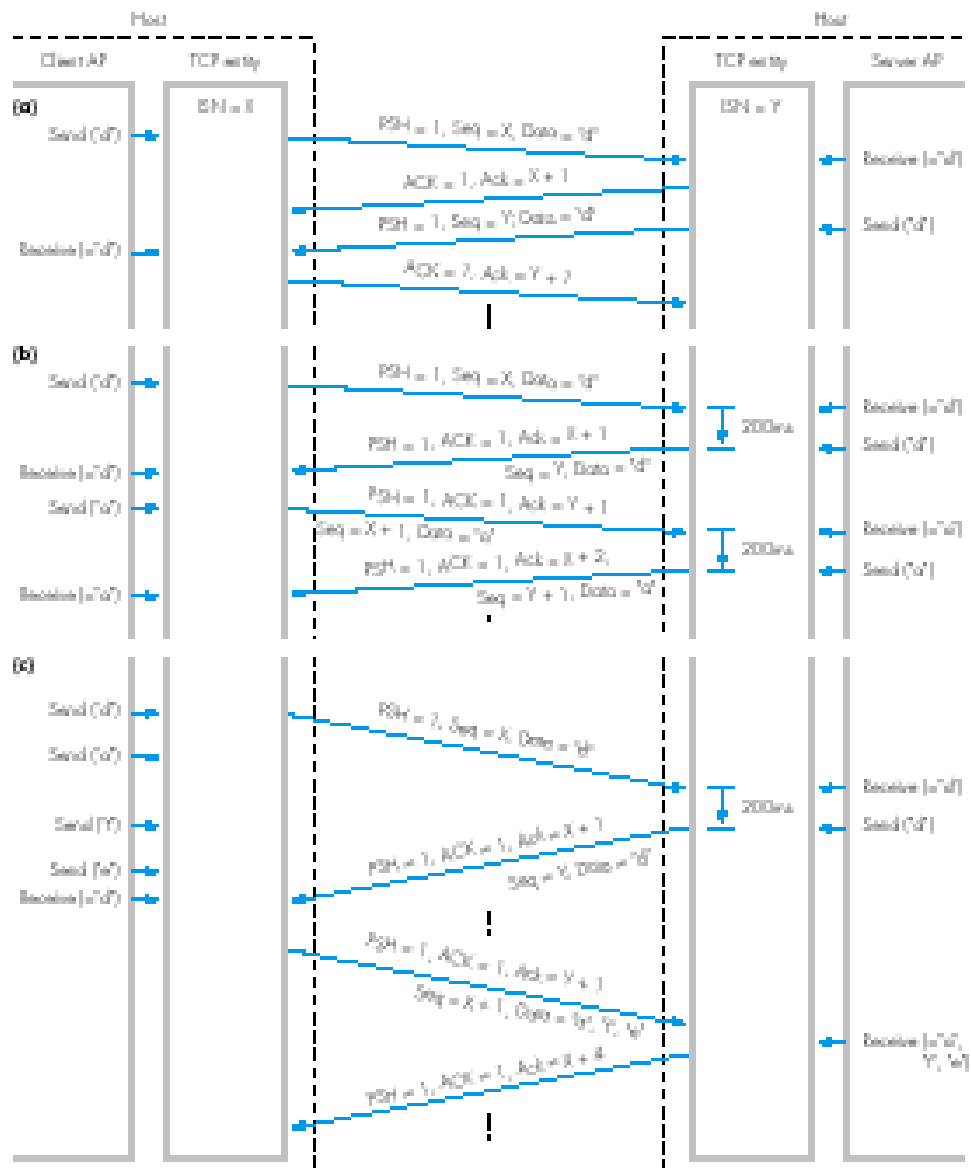 Host
Host
Client AP
TCP entity
TCP entity
Server AP
(a)
ISN = X
ISN = Y
Send ("d")
PSH = 1, Seq = X, Data = "d"
Receive (="d")
ACK = 1, Ack = X + 1
PSH = 1, Seq = Y, Data = "d"
Send ("d")
Receive (="d")
ACK = 1, Ack = Y + 1
(b)
Send ("d")
PSH = 1, Seq = X, Data = "d"
Receive (="d")
200ms
PSH = 1, ACK = 1, Ack = X + 1
Send ("d")
Seq = Y, Data = "d"
Receive (="d")
Send ("a")
PSH = 1, ACK = 1, Ack = Y + 1
Seq = X + 1, Data = "a"
Receive (="a")
200ms
PSH = 1, ACK = 1, Ack = X + 2,
Send ("a")
Seq = Y + 1, Data = "a"
Receive (="a")
(c)
Send ("d")
PSH = 1, Seq = X, Data = "d"
Send ("a")
Receive (="d")
200ms
Send ("t")
Send ("d")
PSH = 1, ACK = 1, Ack = X + 1
Seq = Y, Data = "d"
Send ("e")
Receive (="d")
PSH = 1, ACK = 1, Ack = Y + 1
Seq = X + 1, Data = "a", "t", "e"
Receive (="a",
"t", "e")
PSH = 1, ACK = 1, Ack = X + 4